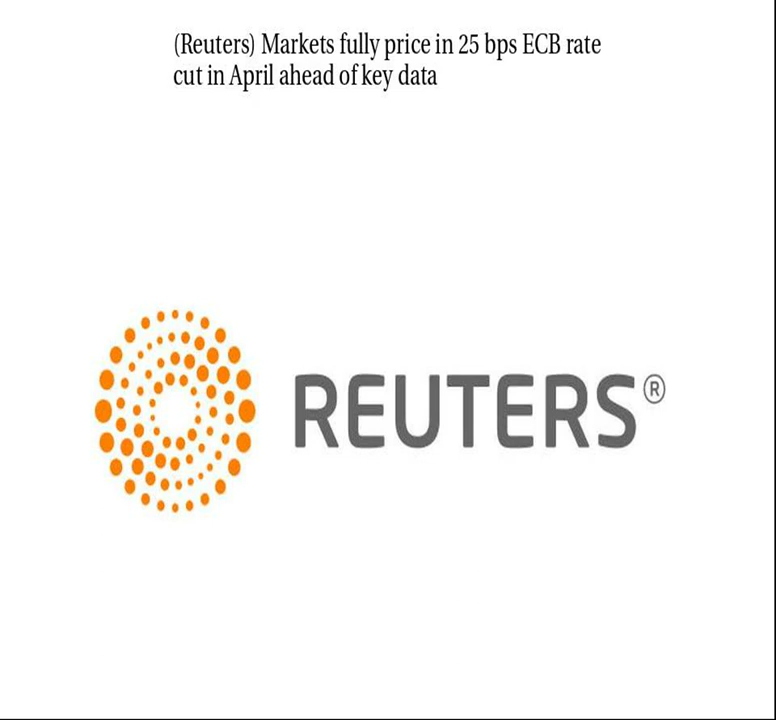 (Reuters) Markets fully price in 25 bps ECB rate
cut in April ahead of key data
REUTERS®